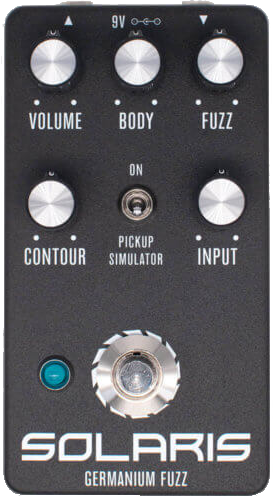 9V
VOLUME BODY FUZZ
ON
CONTOUR PICKUP SIMULATOR INPUT
SOLARIS
GERMANIUM FUZZ